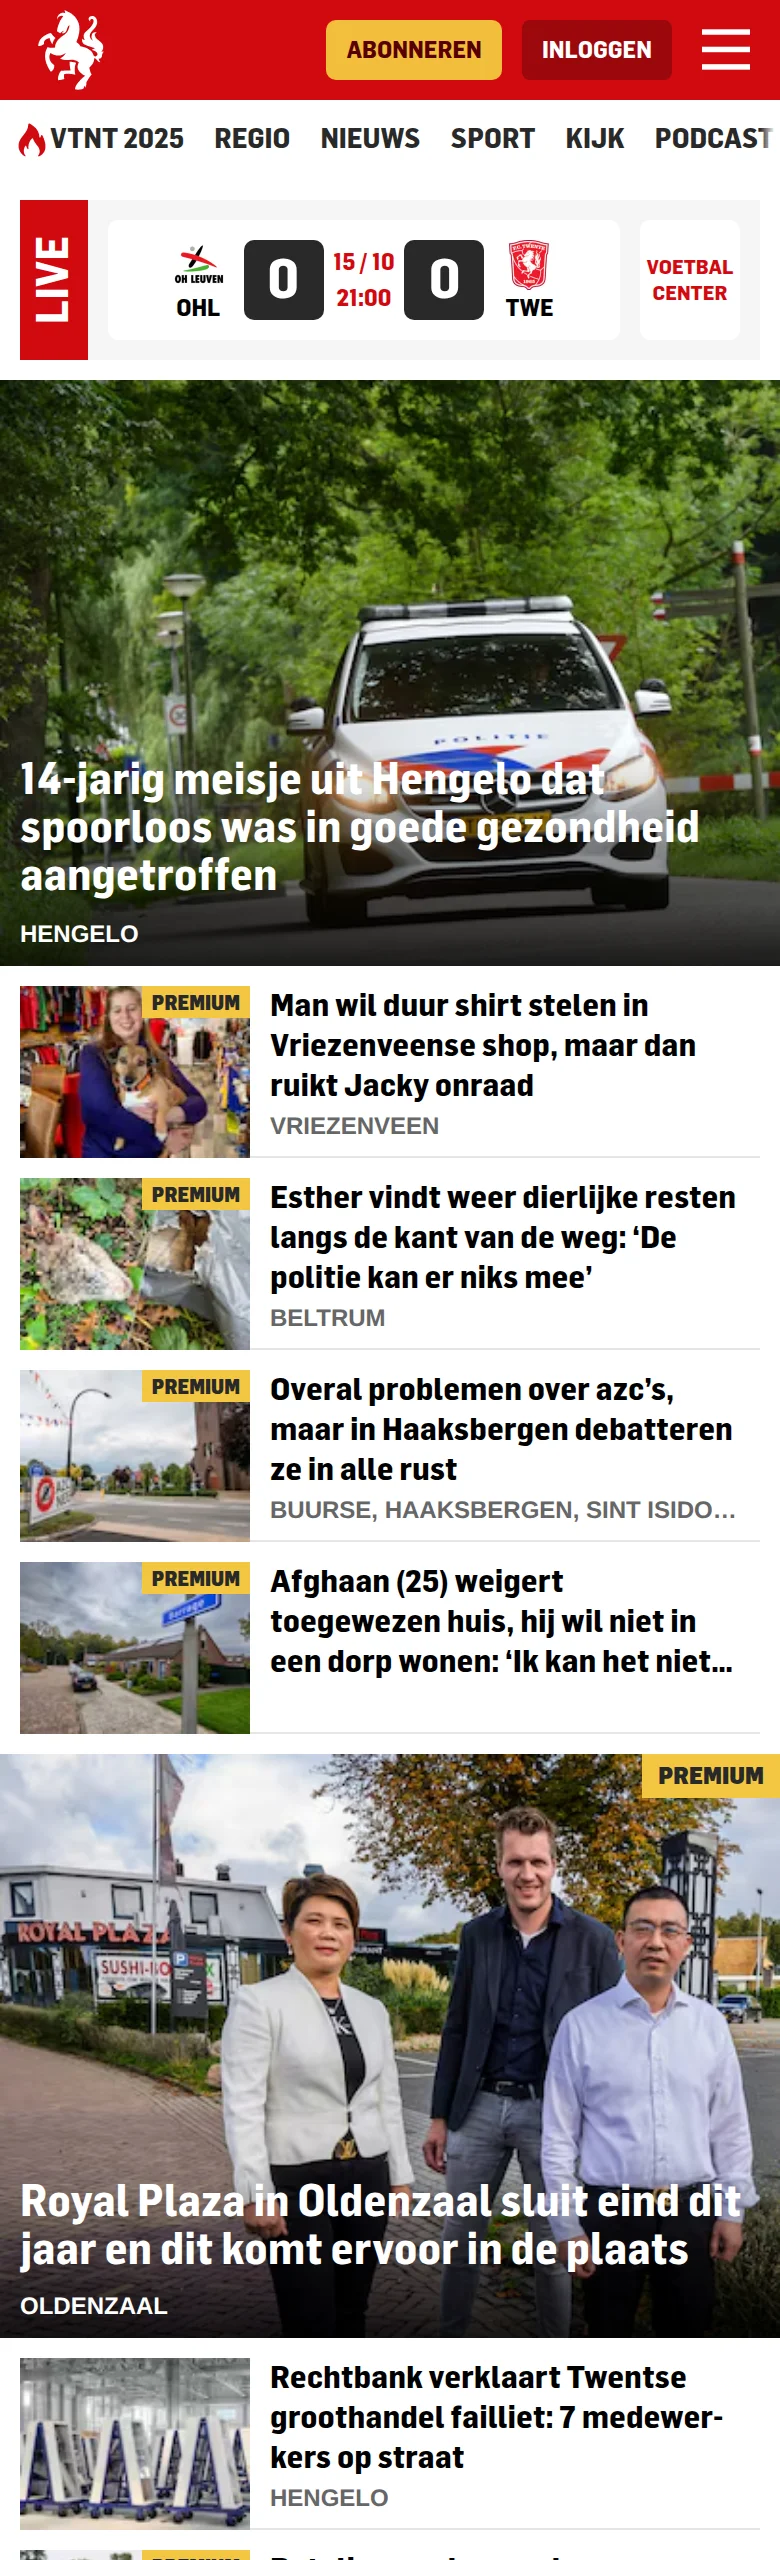 ABONNEREN
INLOGGEN
VTNT 2025 REGIO NIEUWS SPORT KIJK PODCAST
LIVE
OH LEUVEN
OHL
0
15 / 10
21:00
0
TWE
VOETBAL
CENTER
POLITIE
14-jarig meisje uit Hengelo dat
spoorloos was in goede gezondheid
aangetroffen
HENGELO
PREMIUM
Man wil duur shirt stelen in
Vriezenveense shop, maar dan
ruikt Jacky onraad
VRIEZENVEEN
PREMIUM
Esther vindt weer dierlijke resten
langs de kant van de weg: ‘De
politie kan er niks mee’
BELTRUM
PREMIUM
Overal problemen over azc’s,
maar in Haaksbergen debatteren
ze in alle rust
BUURSE, HAAKSBERGEN, SINT ISIDO...
PREMIUM
Afghaan (25) weigert
toegewezen huis, hij wil niet in
een dorp wonen: ‘Ik kan het niet...
PREMIUM
ROYAL PLAZA
Royal Plaza in Oldenzaal sluit eind dit
jaar en dit komt ervoor in de plaats
OLDENZAAL
Rechtbank verklaart Twentse
groothandel failliet: 7 medewer-
kers op straat
HENGELO
PREMIUM